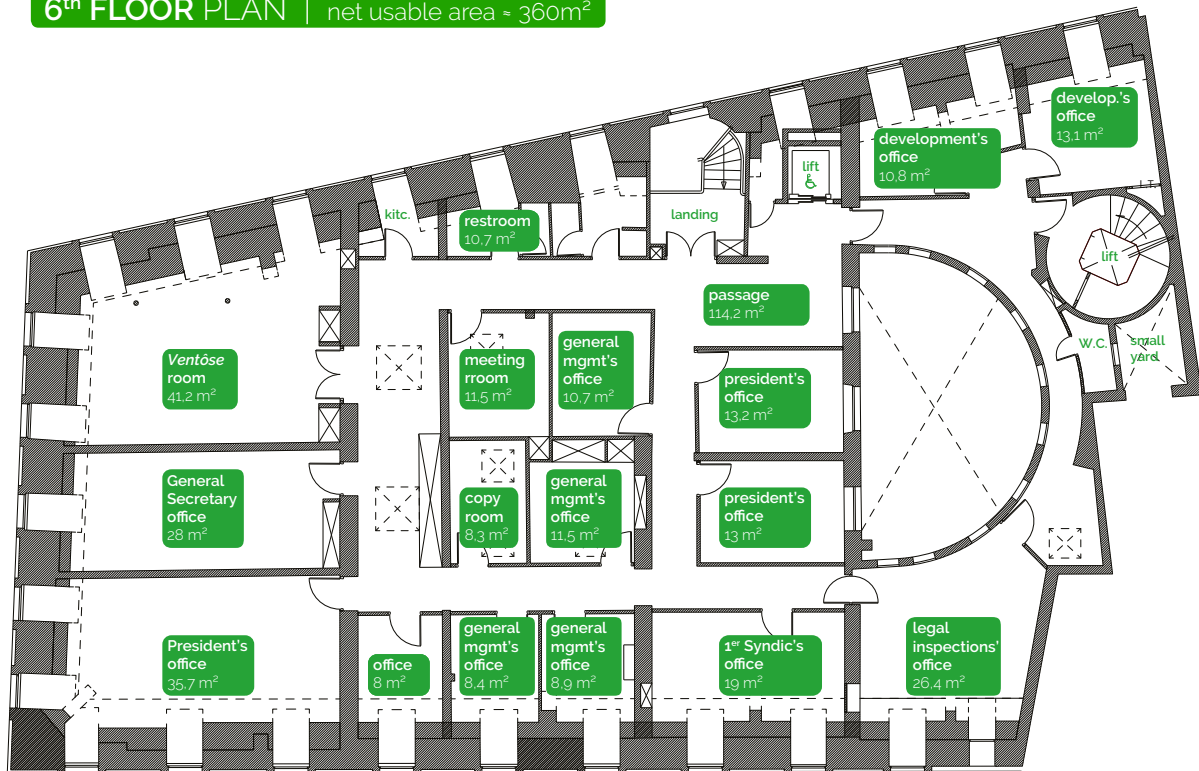 6th FLOOR PLAN | net usable area ≈ 360m²
develop.'s
office
13,1 m²
development's
office
10,8 m²
lift
kitc.
restroom
10,7 m²
landing
lift
passage
114,2 m²
W.C.
small
yard
Ventôse
room
41,2 m²
meeting
rroom
11,5 m²
general
mgmt's
office
10,7 m²
president's
office
13,2 m²
General
Secretary
office
28 m²
copy
room
8,3 m²
general
mgmt's
office
11,5 m²
president's
office
13 m²
President's
office
35,7 m²
office
8 m²
general
mgmt's
office
8,4 m²
general
mgmt's
office
8,9 m²
1er Syndic's
office
19 m²
legal
inspections'
office
26,4 m²